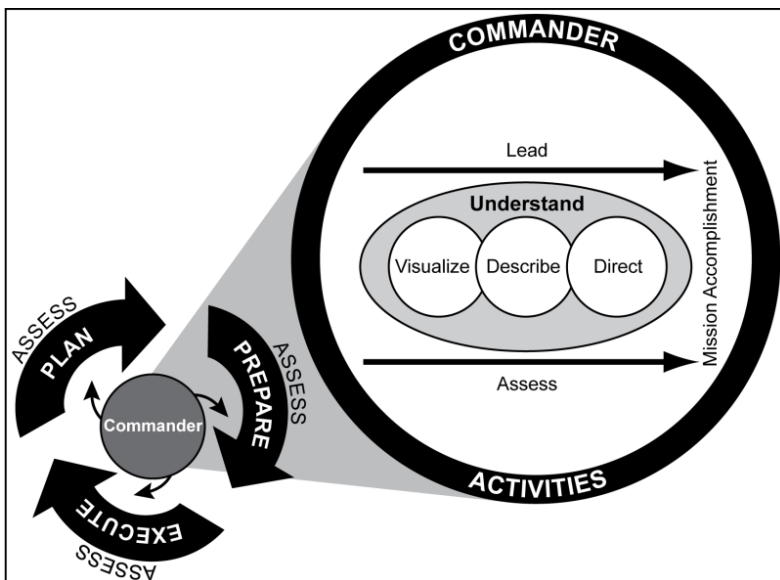 COMMANDER
Lead
Understand
Visualize
Describe
Direct
Assess
Mission Accomplishment
ACTIVITIES
ASSESS
PLAN
ASSESS
PREPARE
Commander
EXECUTE
ASSESS